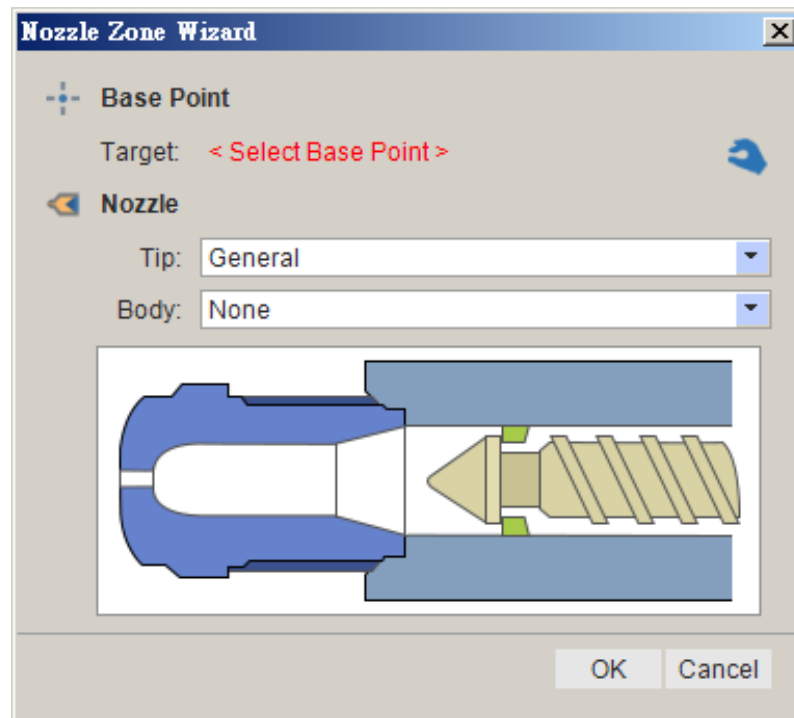 Nozzle Zone Wizard
Base Point
Target: < Select Base Point >
Nozzle
Tip: General
Body: None
OK Cancel